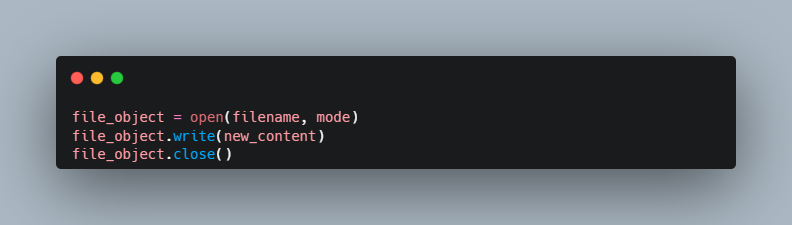 file_object = open(filename, mode)
file_object.write(new_content)
file_object.close()